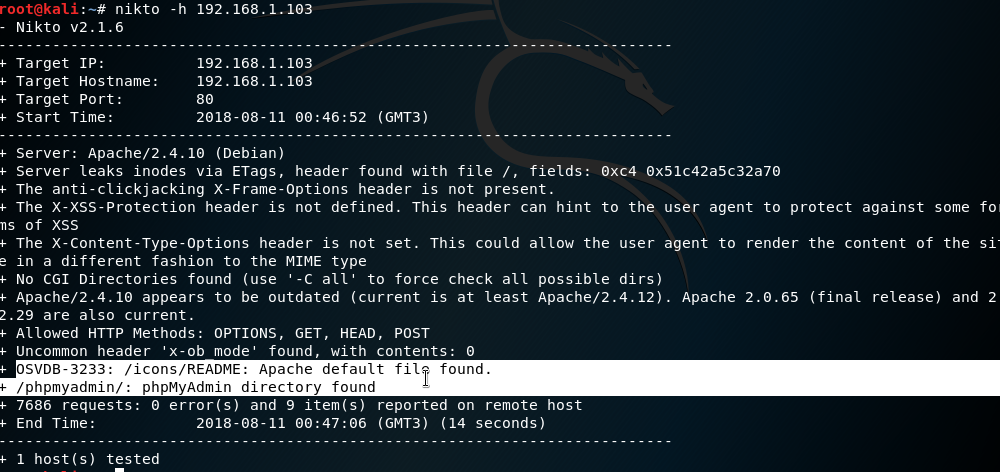 root@kali:~# nikto -h 192.168.1.103
- Nikto v2.1.6
---------------------------------------------------------------------------
+ Target IP:          192.168.1.103
+ Target Hostname:    192.168.1.103
+ Target Port:        80
+ Start Time:         2018-08-11 00:46:52 (GMT3)
---------------------------------------------------------------------------
+ Server: Apache/2.4.10 (Debian)
+ Server leaks inodes via ETags, header found with file /, fields: 0xc4 0x51c42a5c32a70
+ The anti-clickjacking X-Frame-Options header is not present.
+ The X-XSS-Protection header is not defined. This header can hint to the user agent to protect against some for
ms of XSS
+ The X-Content-Type-Options header is not set. This could allow the user agent to render the content of the sit
e in a different fashion to the MIME type
+ No CGI Directories found (use '-C all' to force check all possible dirs)
+ Apache/2.4.10 appears to be outdated (current is at least Apache/2.4.12). Apache 2.0.65 (final release) and 2
2.29 are also current.
+ Allowed HTTP Methods: OPTIONS, GET, HEAD, POST
+ Uncommon header 'x-ob_mode' found, with contents: 0
+ OSVDB-3233: /icons/README: Apache default file found.
+ /phpmyadmin/: phpMyAdmin directory found
+ 7686 requests: 0 error(s) and 9 item(s) reported on remote host
+ End Time:           2018-08-11 00:47:06 (GMT3) (14 seconds)
---------------------------------------------------------------------------
+ 1 host(s) tested